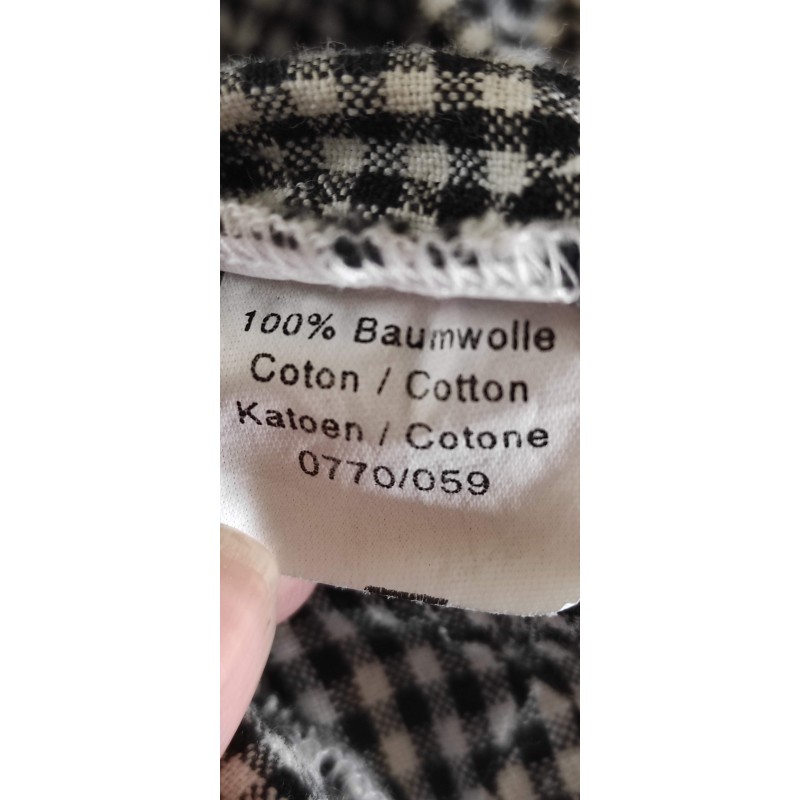 100% Baumwolle
Coton / Cotton
Katoen / Cotone
0770/059